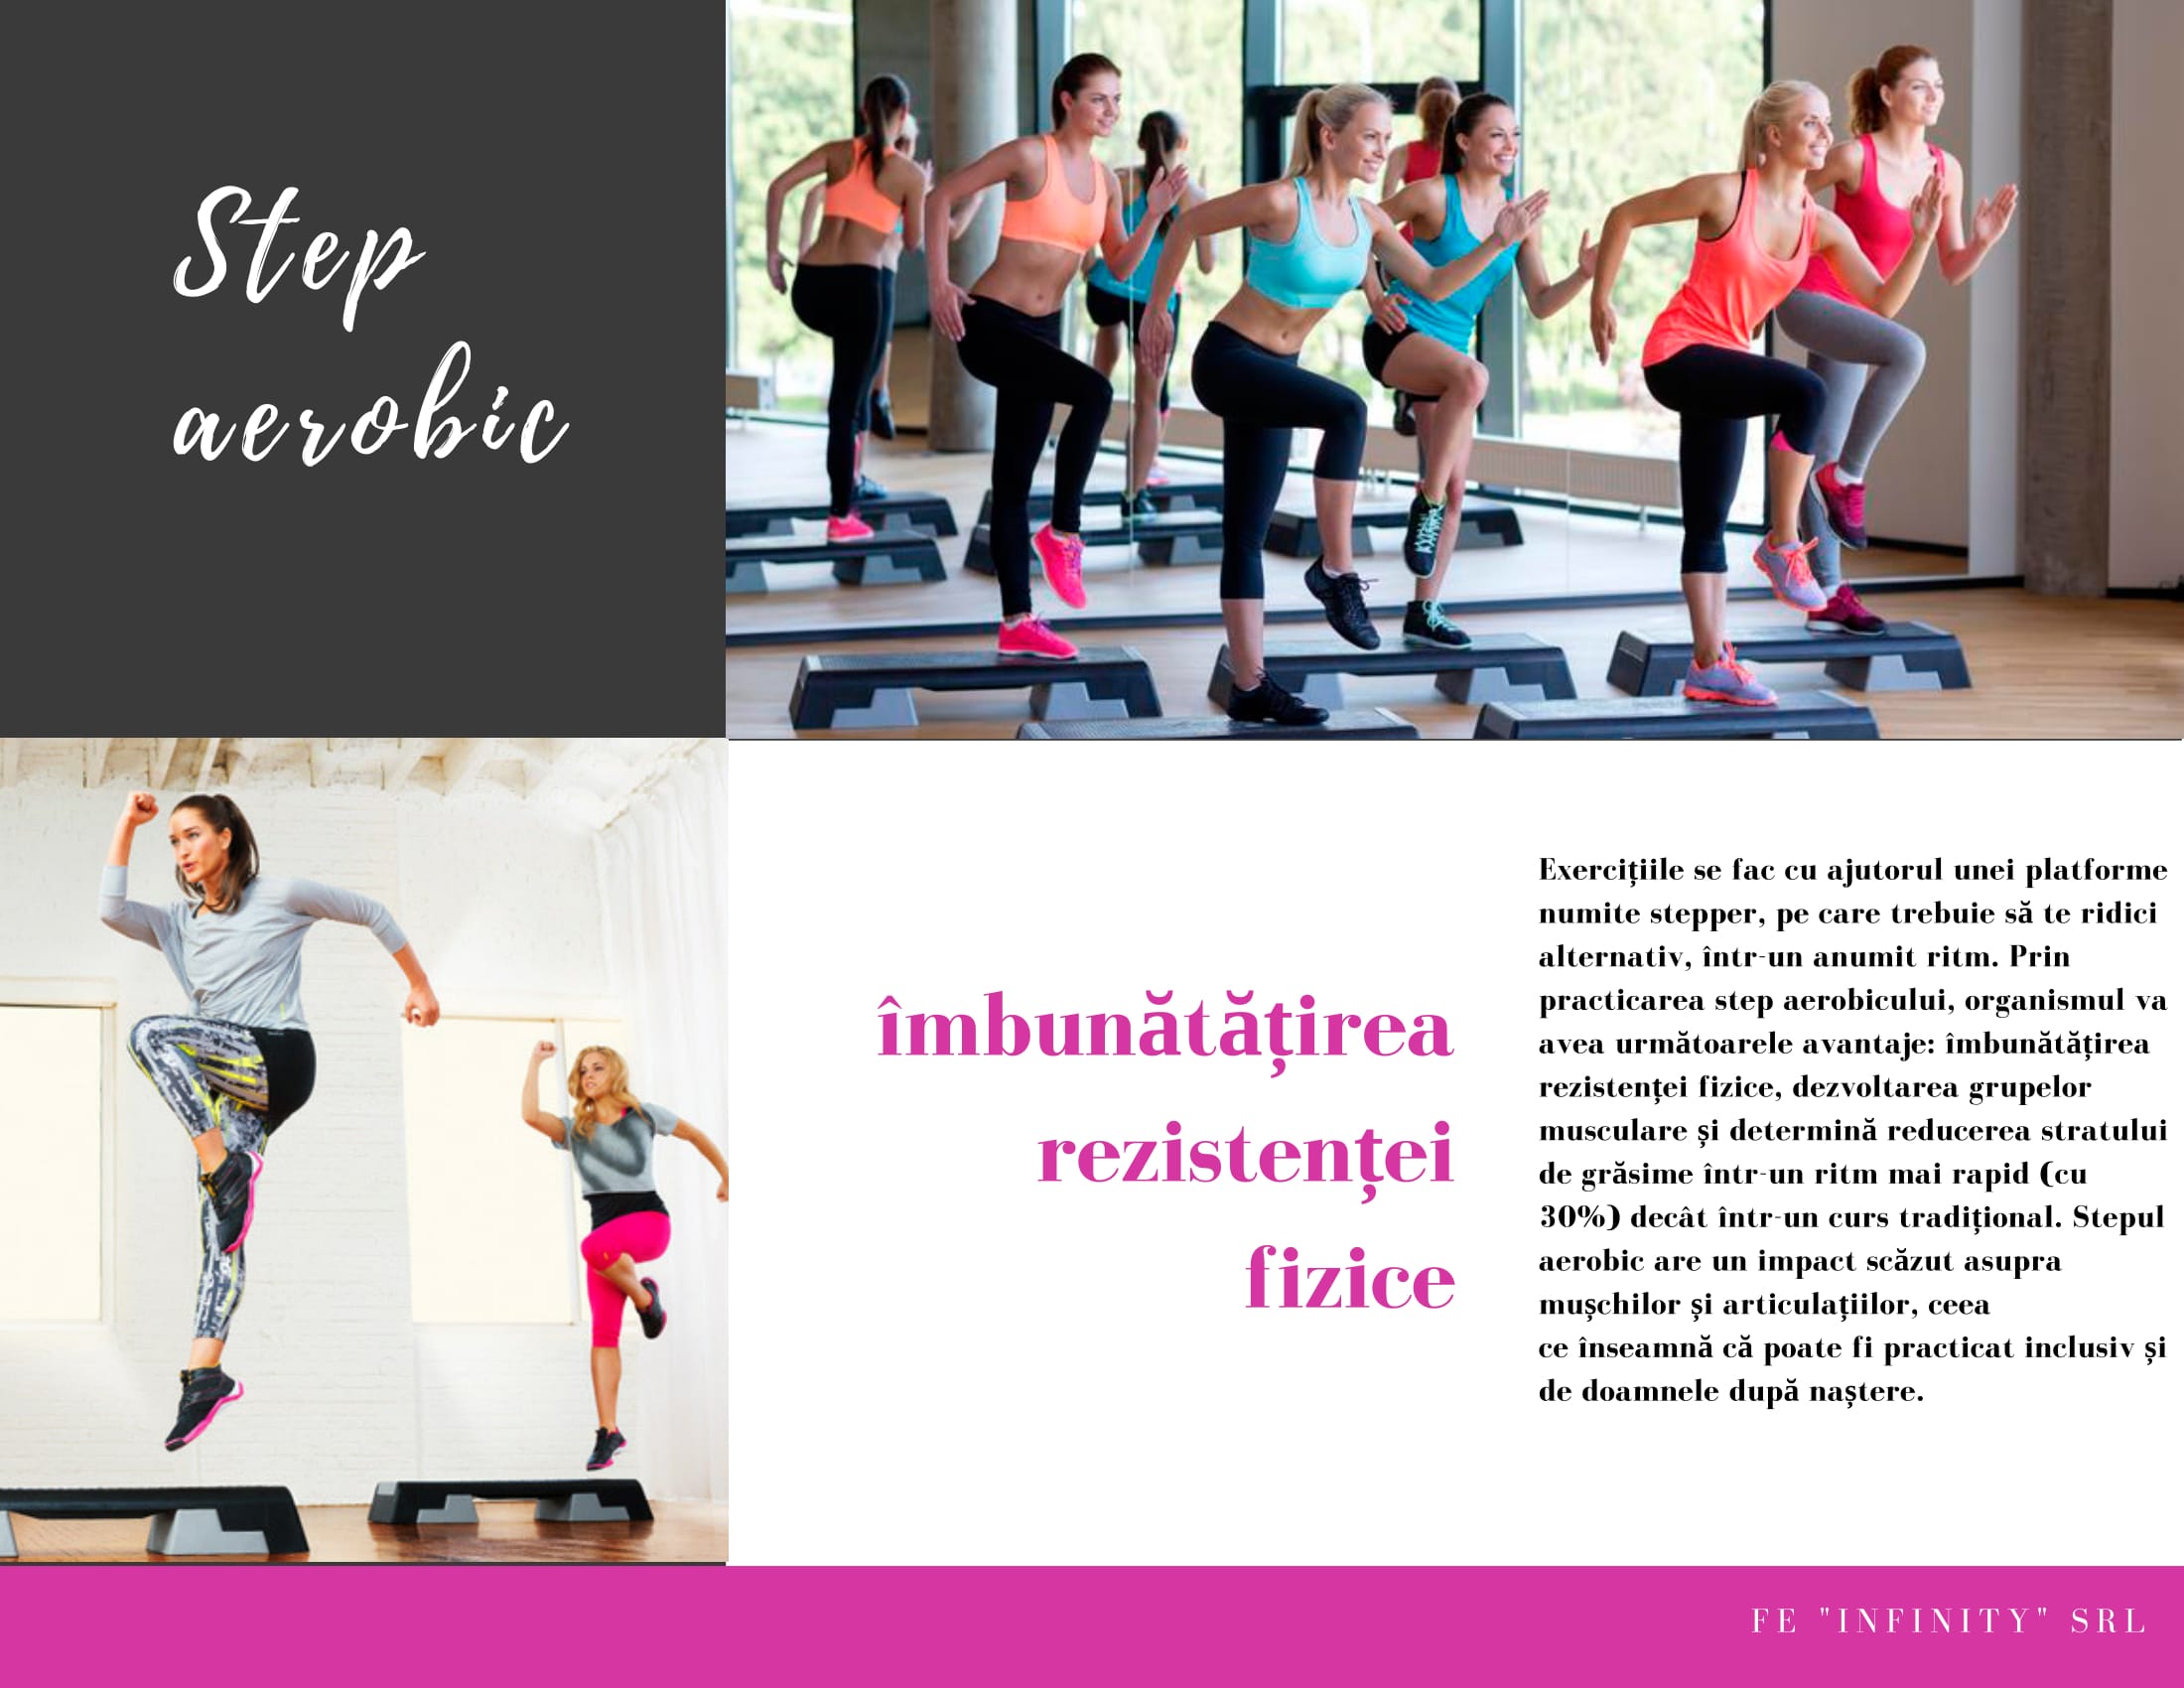 Step
aerobic
îmbunătățirea
rezistenței
fizice
Exercițiile se fac cu ajutorul unei platforme
numite stepper, pe care trebuie să te ridici
alternativ, într-un anumit ritm. Prin
practicarea step aerobicului, organismul va
avea următoarele avantaje: îmbunătățirea
rezistenței fizice, dezvoltarea grupelor
musculare și determină reducerea stratului
de grăsime într-un ritm mai rapid (cu
30%) decât într-un curs tradițional. Stepul
aerobic are un impact scăzut asupra
mușchilor și articulațiilor, ceea
ce înseamnă că poate fi practicat inclusiv și
de doamnele după naștere.
FE "INFINITY" SRL